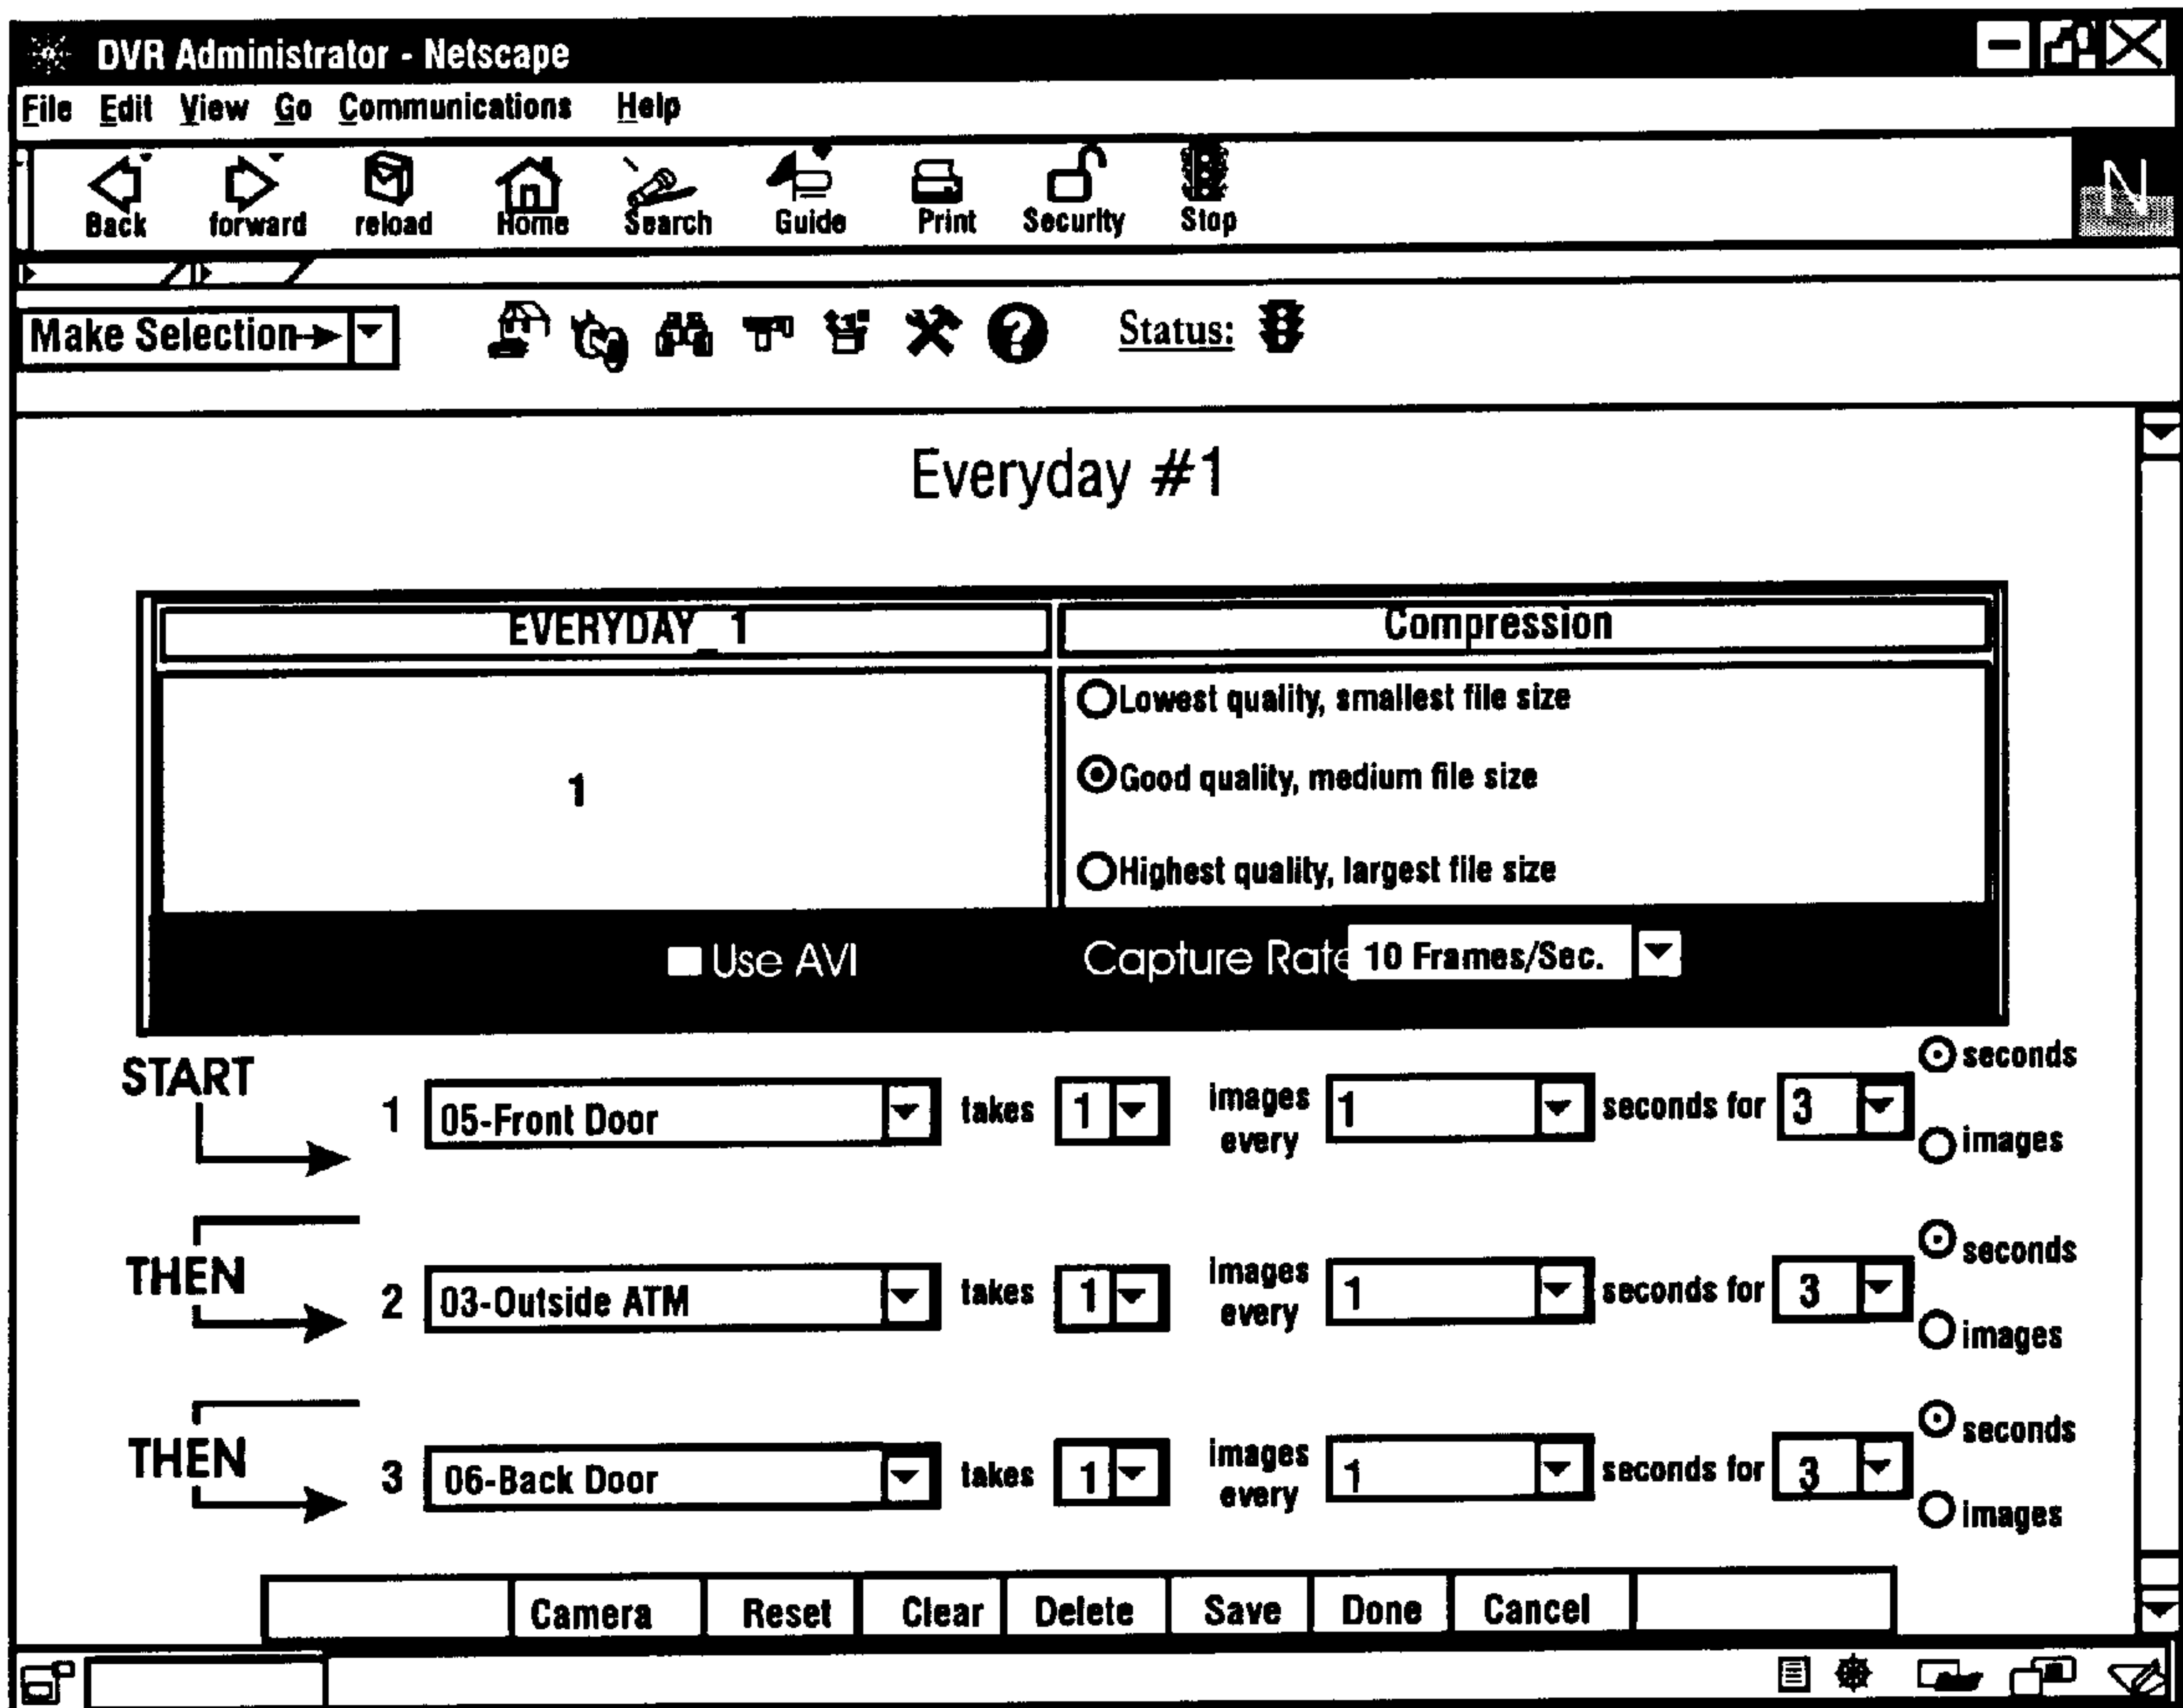 DVR Administrator - Netscape
File Edit View Go Communications Help
Back forward reload Home Search Guide Print Security Stop
N
Make Selection Status:
Everyday #1
EVERYDAY_1 Compression
Lowest quality, smallest file size
1 Good quality, medium file size
Highest quality, largest file size
Use AVI Capture Rate 10 Frames/Sec.
START 1 05-Front Door takes 1 images every 1 seconds for 3 seconds images
THEN 2 03-Outside ATM takes 1 images every 1 seconds for 3 seconds images
THEN 3 06-Back Door takes 1 images every 1 seconds for 3 seconds images
Camera Reset Clear Delete Save Done Cancel